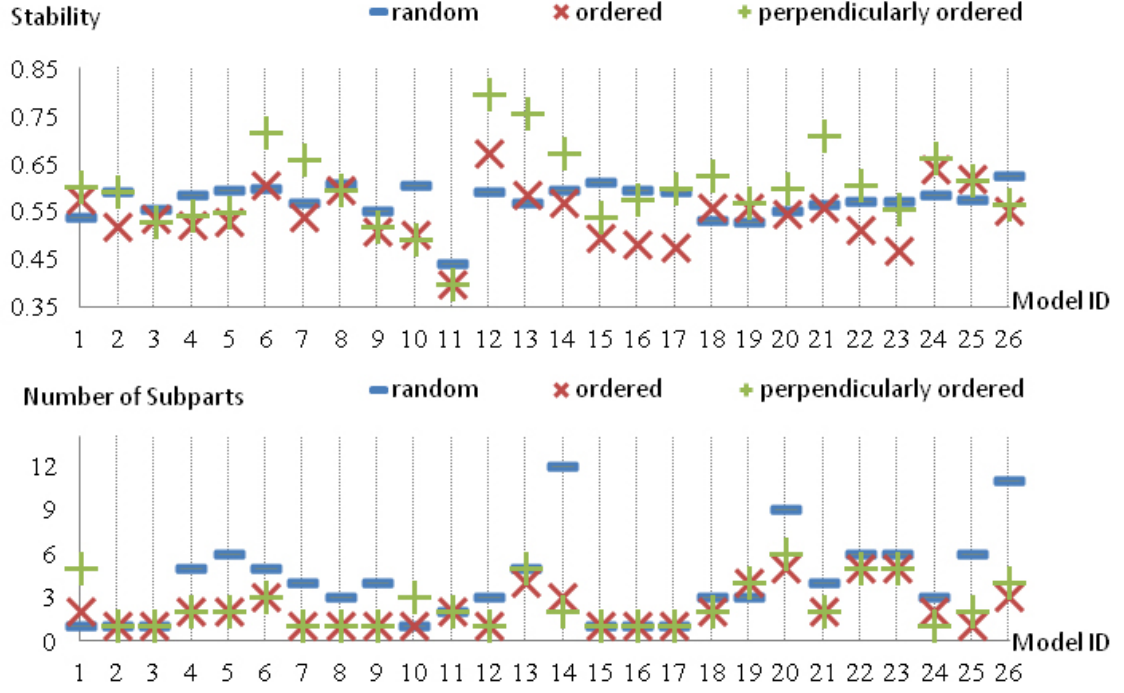 Stability random ordered perpendicularly ordered
0.85
0.75
0.65
0.55
0.45
0.35
Model ID
1 2 3 4 5 6 7 8 9 10 11 12 13 14 15 16 17 18 19 20 21 22 23 24 25 26
Number of Subparts random ordered perpendicularly ordered
12
9
6
3
0
Model ID
1 2 3 4 5 6 7 8 9 10 11 12 13 14 15 16 17 18 19 20 21 22 23 24 25 26